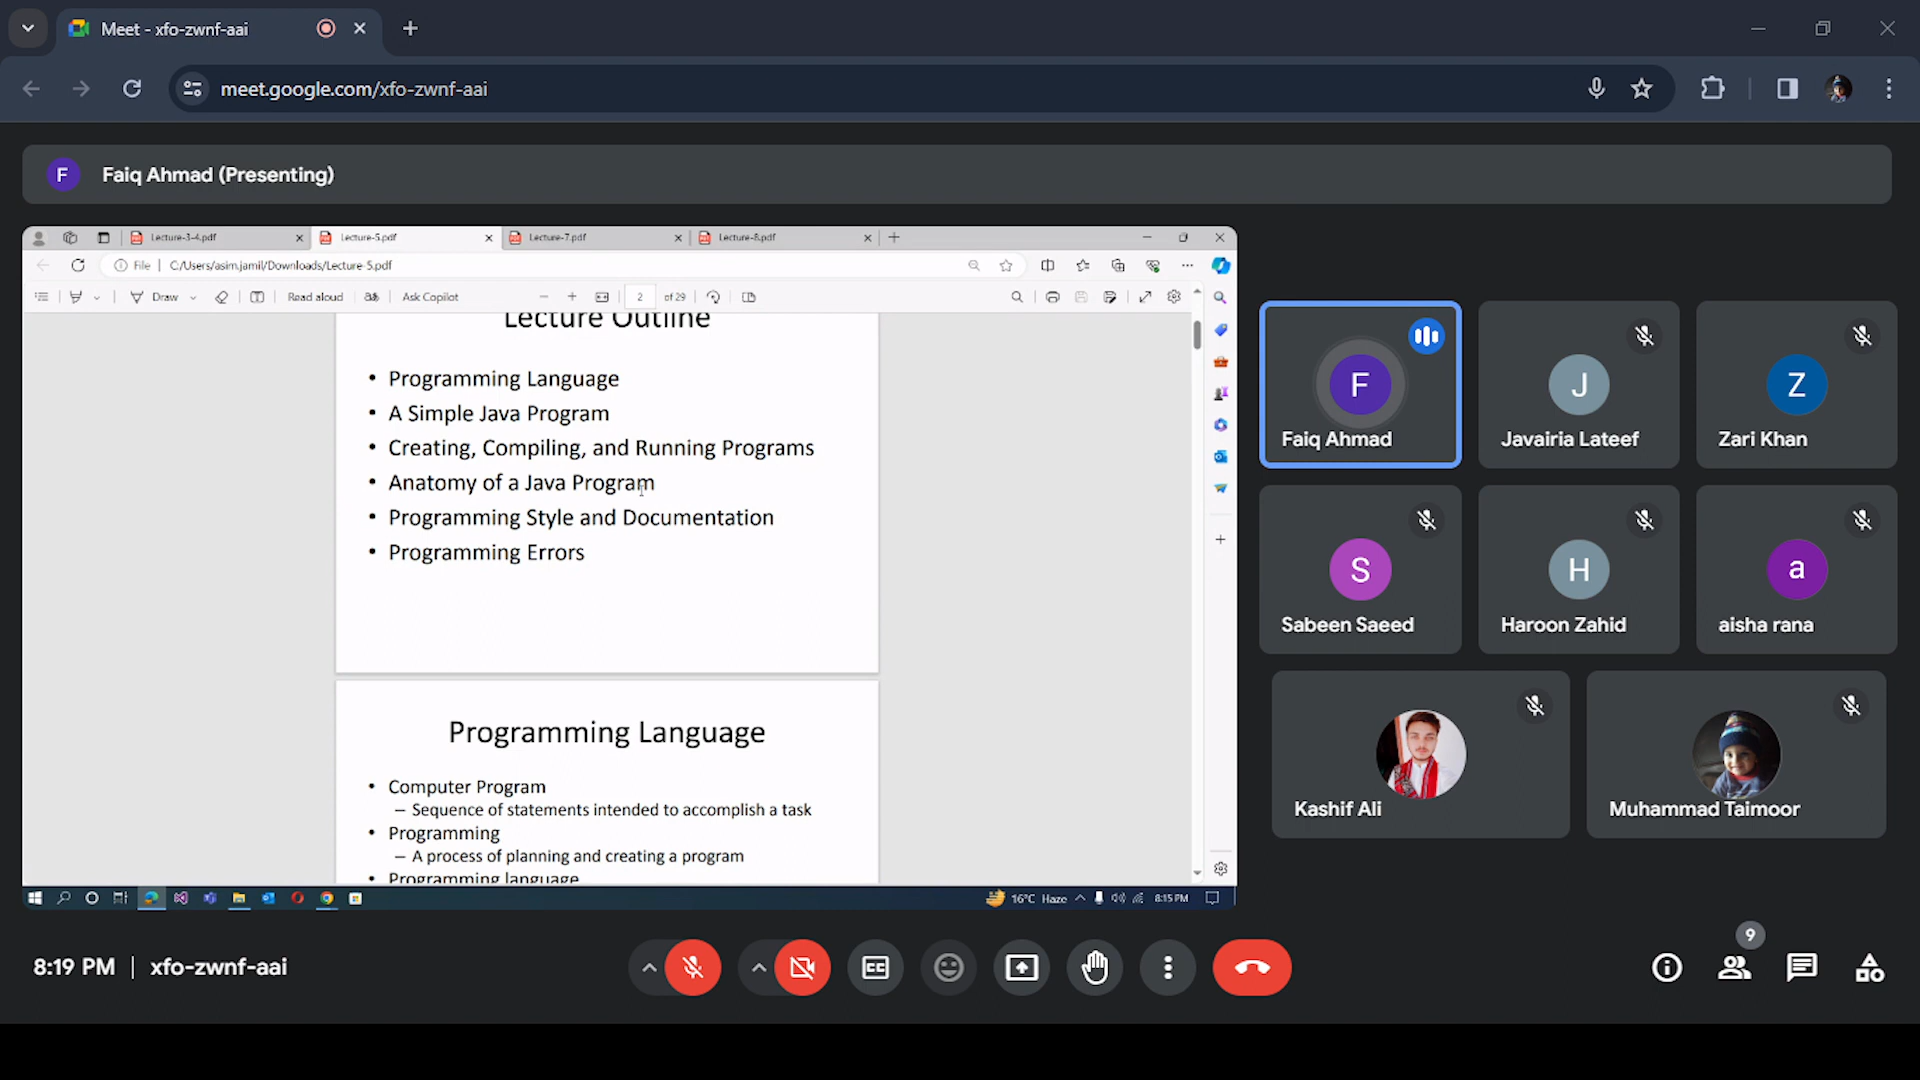 Meet - xfo-zwnf-aai
meet.google.com/xfo-zwnf-aai
F
Faiq Ahmad (Presenting)
Lecture-3-4.pdf
Lecture-5.pdf
Lecture-7.pdf
Lecture-8.pdf
File
C:/Users/asim.jamil/Downloads/Lecture-5.pdf
Draw
Read aloud
Ask Copilot
2
of 29
Lecture Outline
• Programming Language
• A Simple Java Program
• Creating, Compiling, and Running Programs
• Anatomy of a Java Program
• Programming Style and Documentation
• Programming Errors
Programming Language
• Computer Program
– Sequence of statements intended to accomplish a task
• Programming
– A process of planning and creating a program
• Programming language
16°C Haze
8:15 PM
F
Faiq Ahmad
J
Javairia Lateef
Z
Zari Khan
S
Sabeen Saeed
H
Haroon Zahid
a
aisha rana
Kashif Ali
Muhammad Taimoor
8:19 PM | xfo-zwnf-aai
9